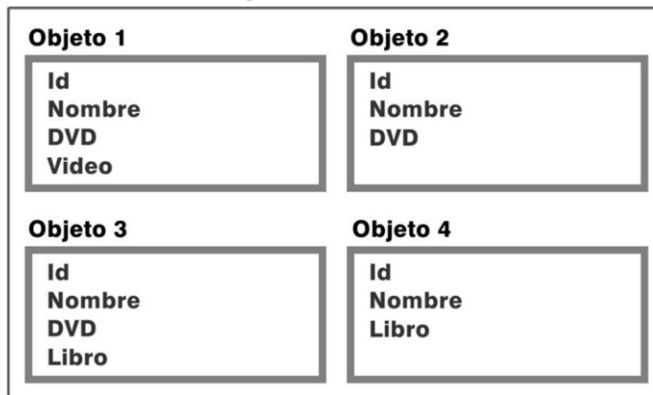 Objeto 1
Id
Nombre
DVD
Video
Objeto 2
Id
Nombre
DVD
Objeto 3
Id
Nombre
DVD
Libro
Objeto 4
Id
Nombre
Libro